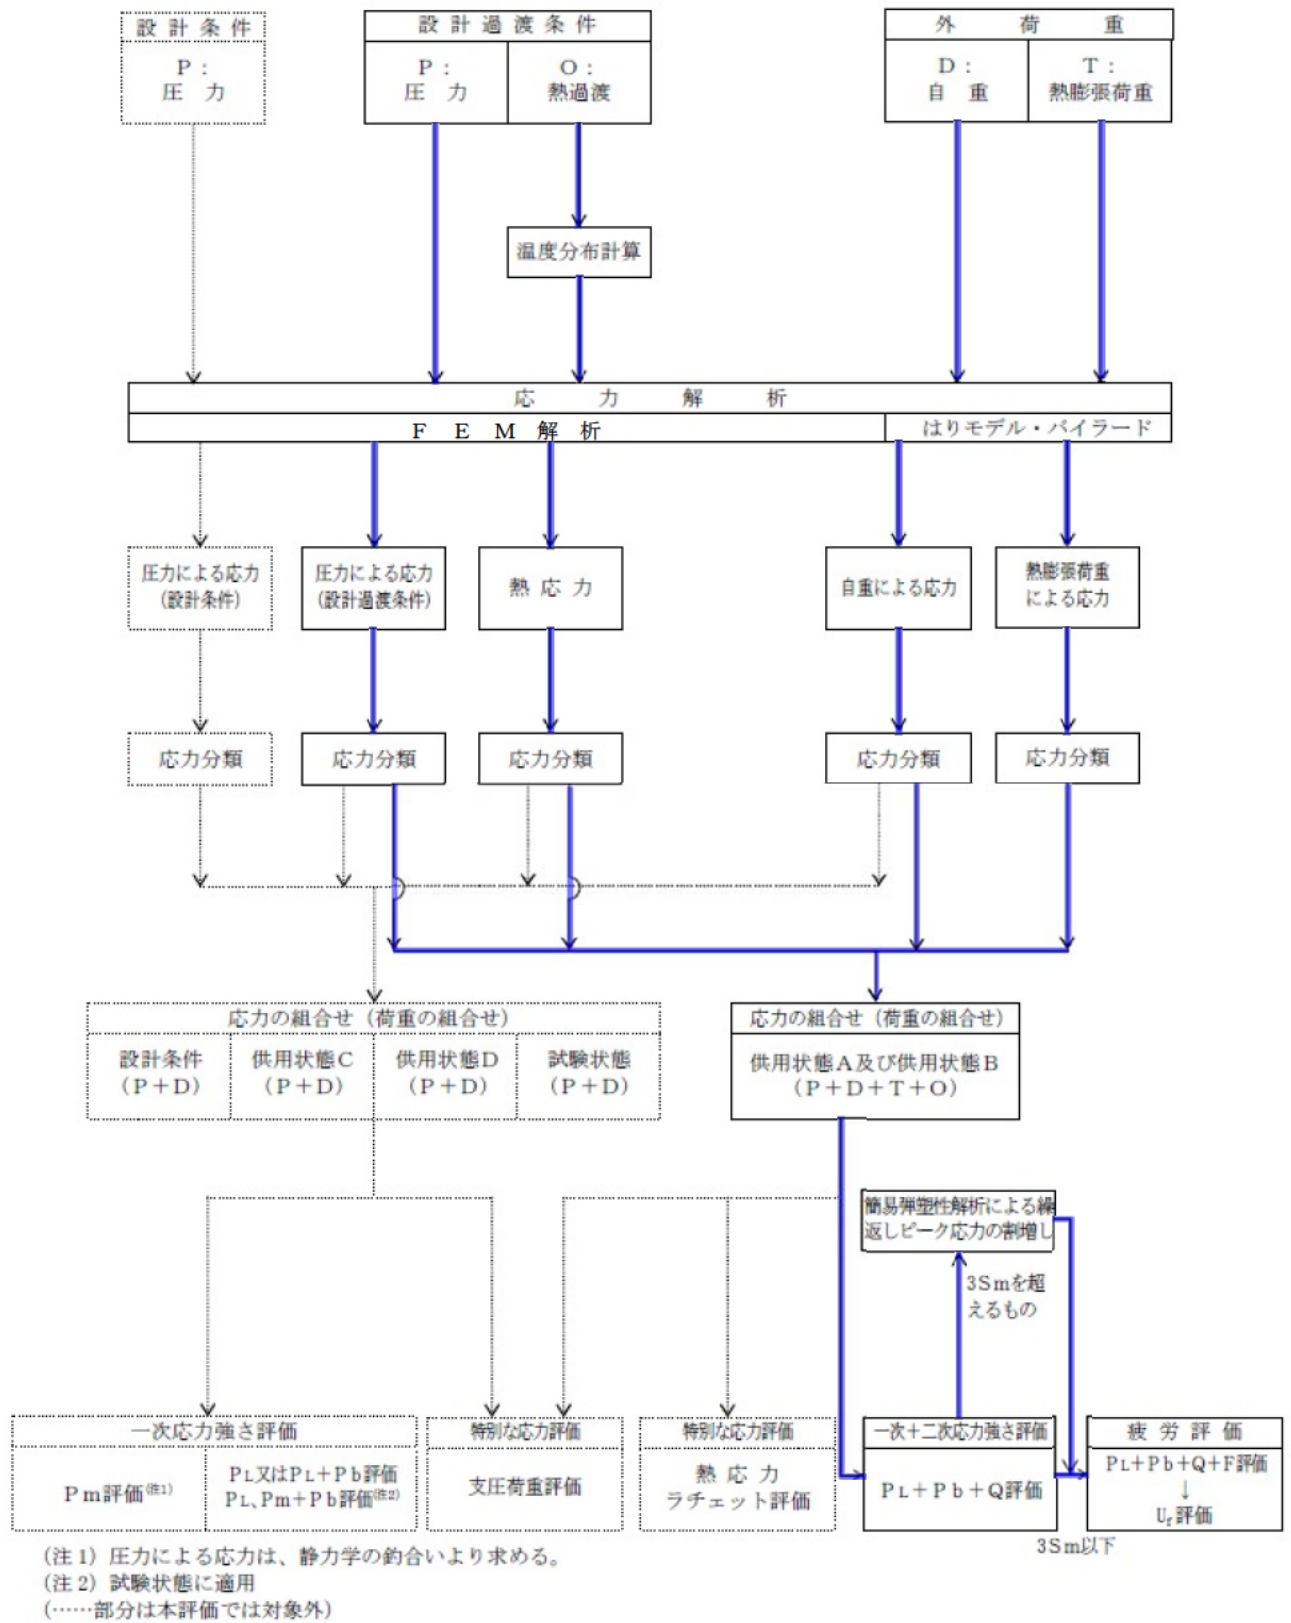 設計条件
P：
圧力
設計過渡条件
P：
圧力
O：
熱過渡
外荷重
D：
自重
T：
熱膨張荷重
温度分布計算
応力解析
FEM解析
はりモデル・バイラード
圧力による応力
(設計条件)
圧力による応力
(設計過渡条件)
熱応力
自重による応力
熱膨張荷重
による応力
応力分類
応力分類
応力分類
応力分類
応力分類
応力の組合せ（荷重の組合せ）
設計条件
（P＋D）
供用状態C
（P＋D）
供用状態D
（P＋D）
試験状態
（P＋D）
応力の組合せ（荷重の組合せ）
供用状態A及び供用状態B
（P＋D＋T＋O）
簡易弾塑性解析による繰
返しピーク応力の割増し
3Smを超
えるもの
一次応力強さ評価
Pm評価(注1)
PL又はPL＋Pb評価
PL、Pm＋Pb評価(注2)
特別な応力評価
支圧荷重評価
特別な応力評価
熱応力
ラチェット評価
一次＋二次応力強さ評価
PL＋Pb＋Q評価
疲労評価
PL＋Pb＋Q＋F評価
↓
Uf評価
3Sm以下
(注1) 圧力による応力は、静力学の釣合いより求める。
(注2) 試験状態に適用
(……部分は本評価では対象外)